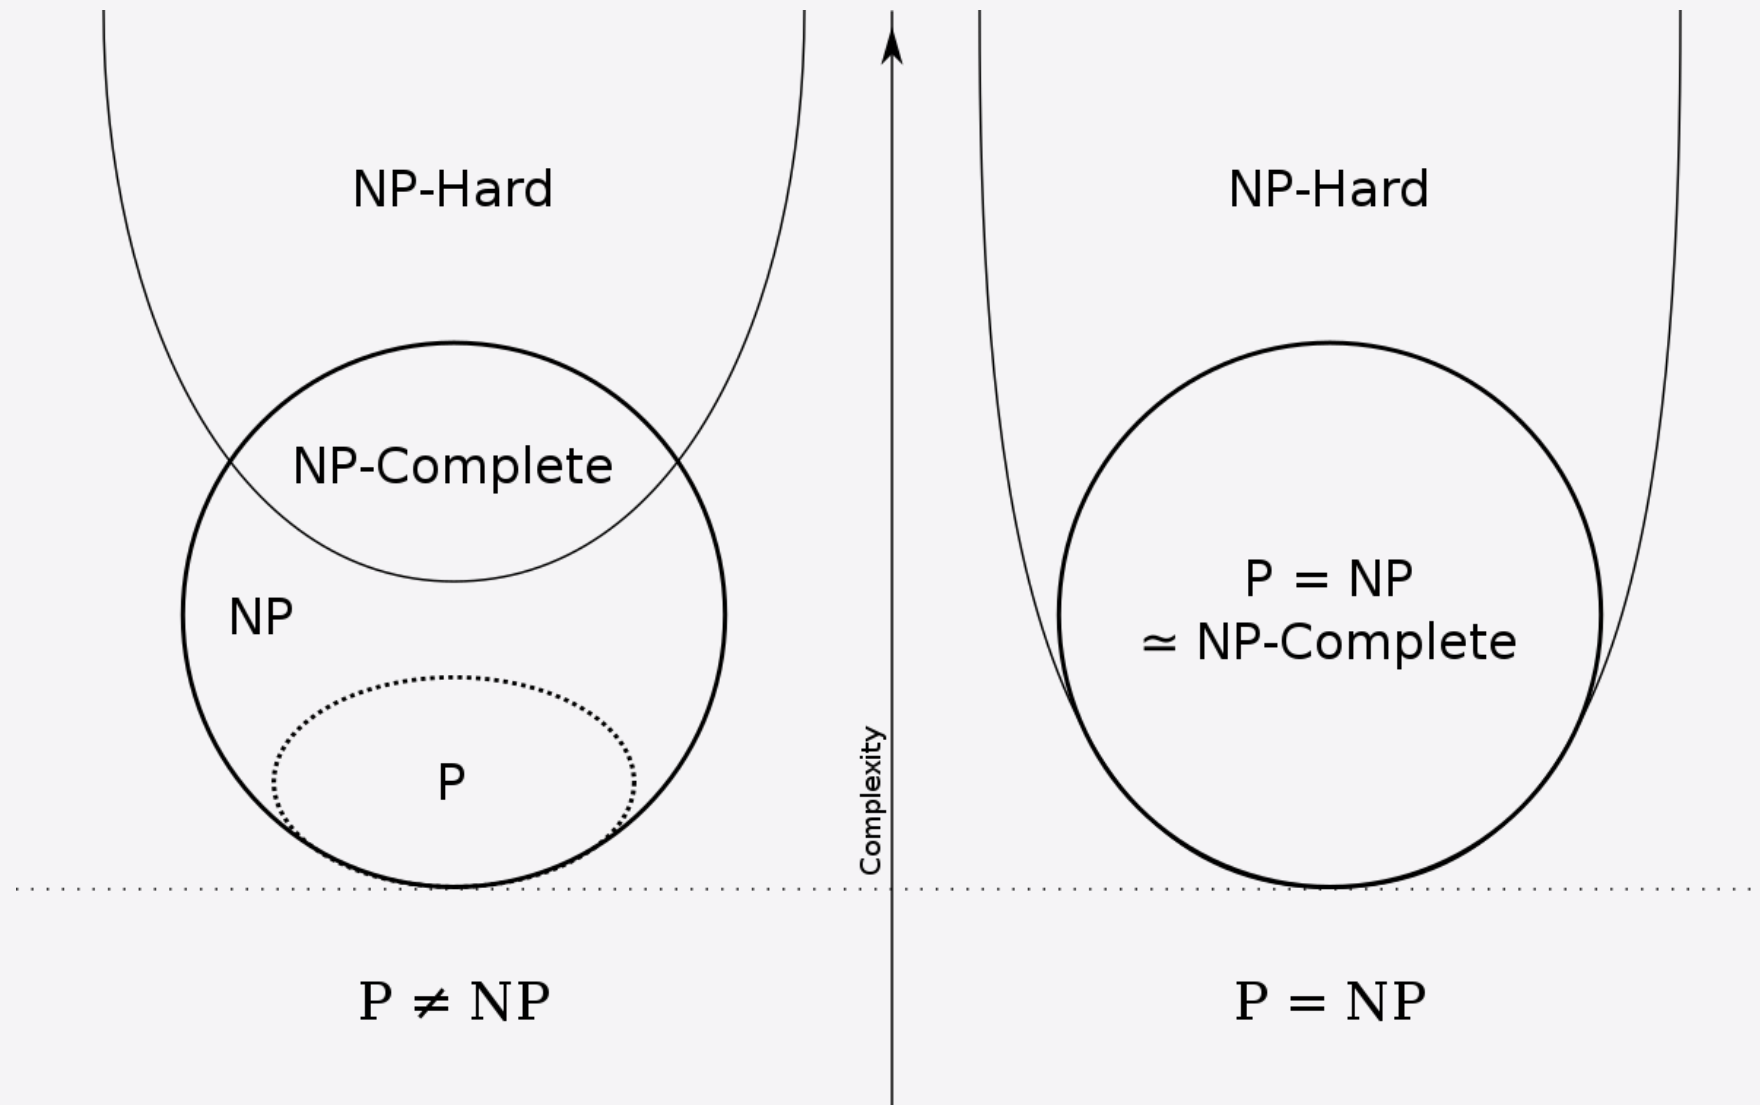 NP-Hard
NP-Complete
NP
P
P ≠ NP
Complexity
NP-Hard
P = NP
≃ NP-Complete
P = NP